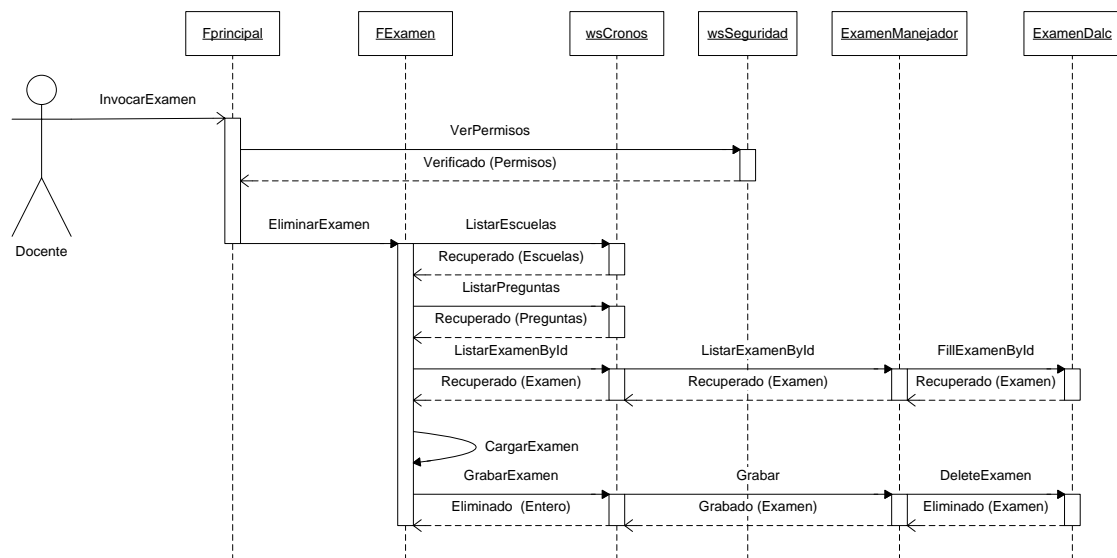 Fprincipal
FExamen
wsCronos
wsSeguridad
ExamenManejador
ExamenDalc
InvocarExamen
VerPermisos
Verificado (Permisos)
EliminarExamen
ListarEscuelas
Docente
Recuperado (Escuelas)
ListarPreguntas
Recuperado (Preguntas)
ListarExamenById
ListarExamenById
FillExamenById
Recuperado (Examen)
Recuperado (Examen)
Recuperado (Examen)
CargarExamen
GrabarExamen
Grabar
DeleteExamen
Eliminado (Entero)
Grabado (Examen)
Eliminado (Examen)